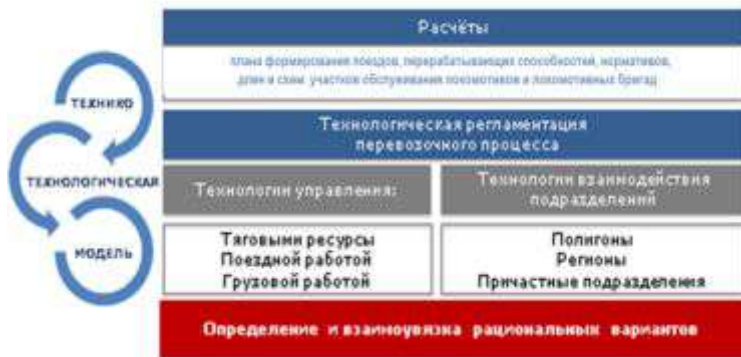 Расчёты
плана формирования поездов, перерабатывающих способностей, нормативов,
длин и схем участков обслуживания локомотивов и локомотивных бригад
ТЕХНИКО
Технологическая регламентация
перевозочного процесса
ТЕХНОЛОГИЧЕСКАЯ
Технологии управления:
Технологии взаимодействия
подразделений
МОДЕЛЬ
Тяговыми ресурсы
Поездной работой
Грузовой работой
Полигоны
Регионы
Причастные подразделения
Определение и взаимоувязка рациональных вариантов